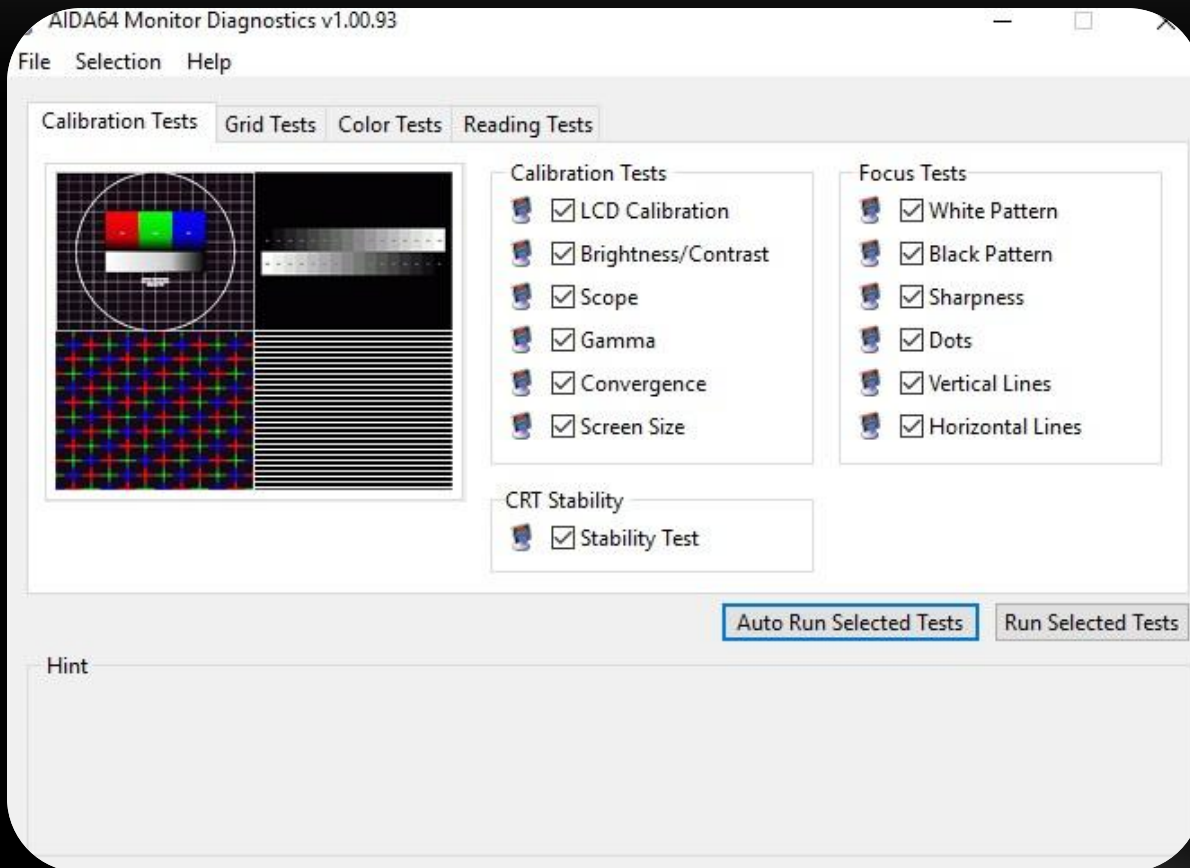 AIDA64 Monitor Diagnostics v1.00.93
File Selection Help
Calibration Tests Grid Tests Color Tests Reading Tests
Calibration Tests
LCD Calibration
Brightness/Contrast
Scope
Gamma
Convergence
Screen Size
Focus Tests
White Pattern
Black Pattern
Sharpness
Dots
Vertical Lines
Horizontal Lines
CRT Stability
Stability Test
Auto Run Selected Tests Run Selected Tests
Hint